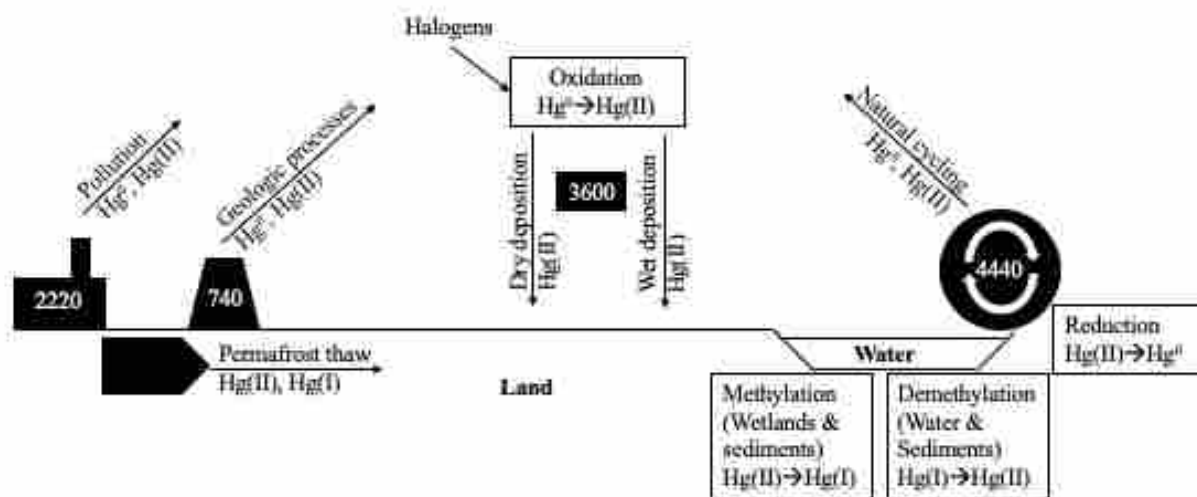 Halogens
Oxidation
Hg⁰→Hg(II)
Pollution
Hg⁰, Hg(II)
Geologic processes
Hg⁰, Hg(II)
Dry deposition
Hg(II)
3600
Wet deposition
Hg(II)
Natural cycling
Hg⁰, Hg(II)
2220
740
4440
Permafrost thaw
Hg(II), Hg(I)
Land
Water
Reduction
Hg(II)→Hg⁰
Methylation
(Wetlands &
sediments)
Hg(II)→Hg(I)
Demethylation
(Water &
Sediments)
Hg(I)→Hg(II)